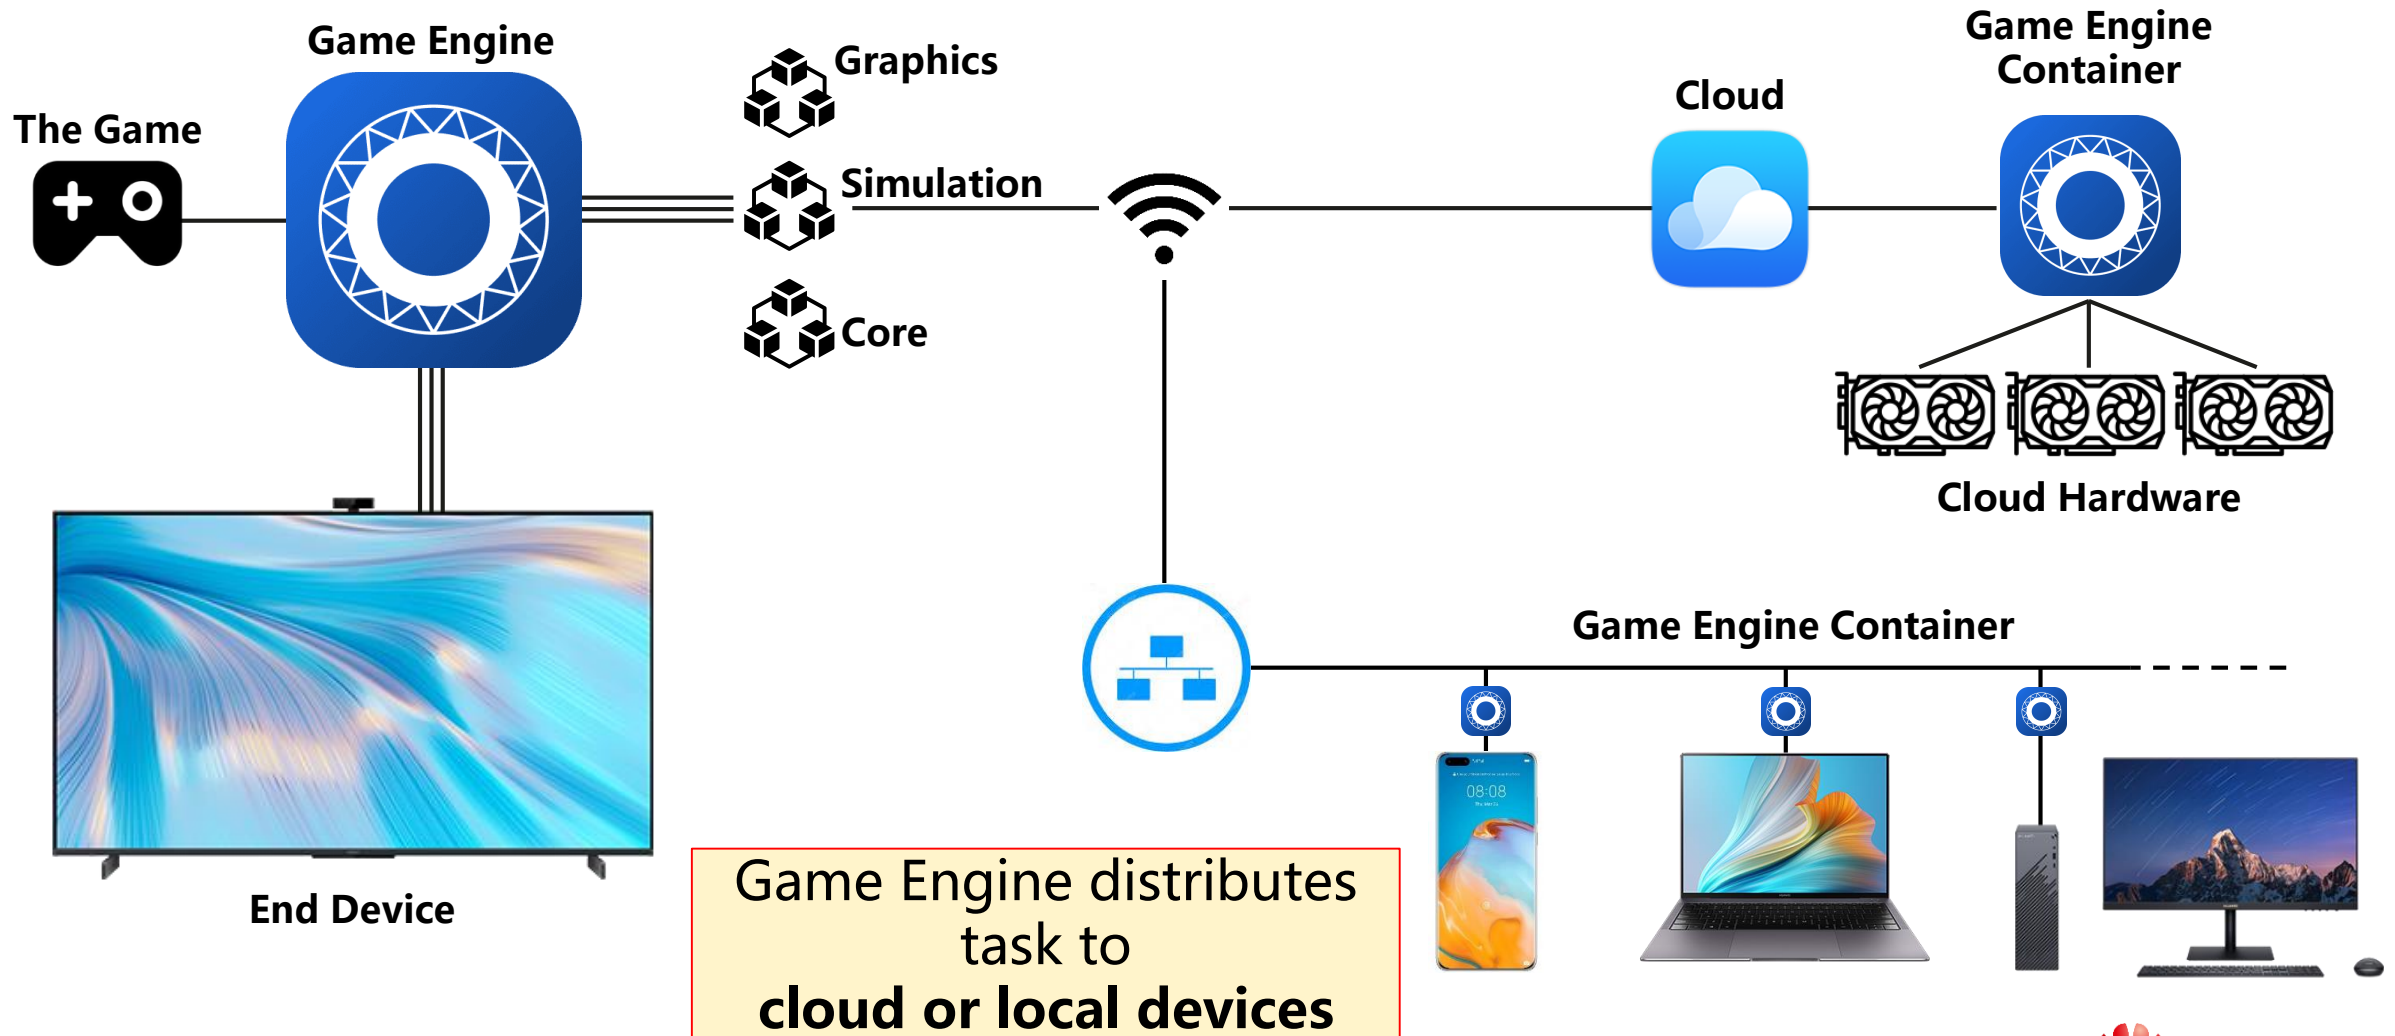 Game Engine
The Game
Graphics
Simulation
Core
Cloud
Game Engine
Container
Cloud Hardware
End Device
Game Engine Container
08:08
Game Engine distributes
task to
cloud or local devices